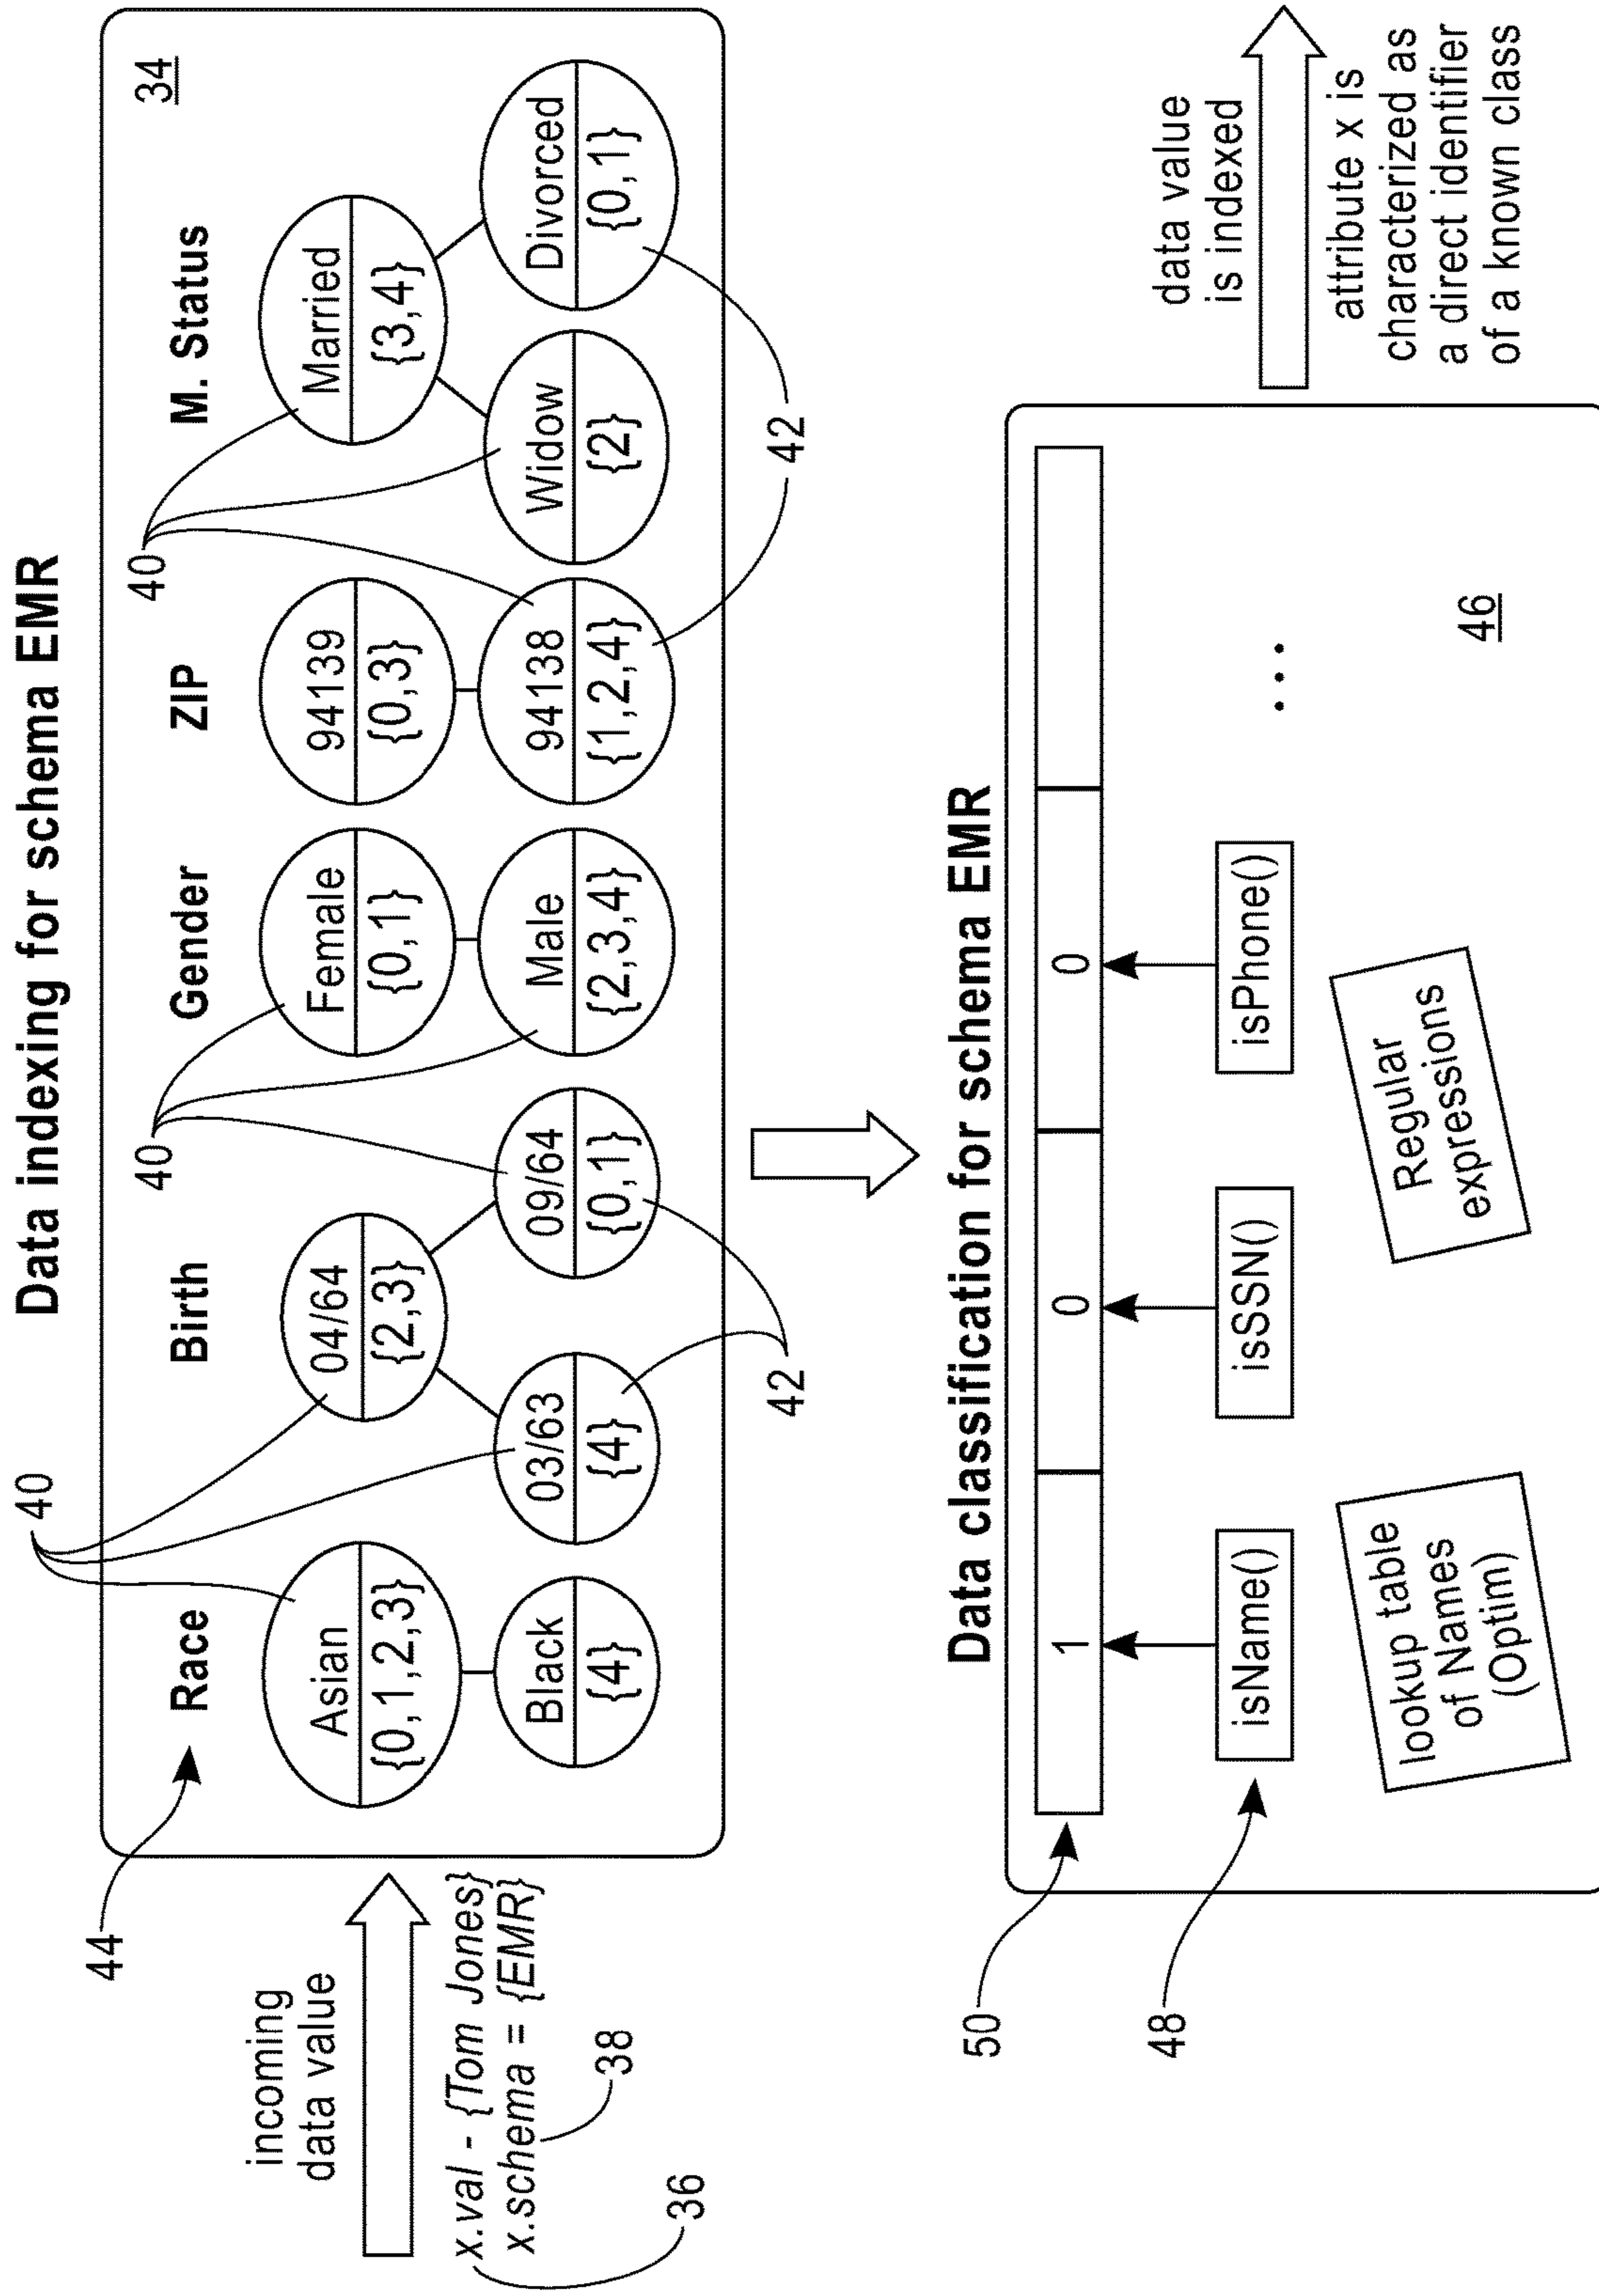 Data indexing for schema EMR
40
40
40
44
Race
Birth
Gender
ZIP
M. Status
34
incoming
data value
x.val - {Tom Jones}
x.schema = {EMR}
38
36
Asian
{0,1,2,3}
Black
{4}
04/64
{2,3}
03/63
{4}
09/64
{0,1}
Female
{0,1}
Male
{2,3,4}
94139
{0,3}
94138
{1,2,4}
Married
{3,4}
Widow
{2}
Divorced
{0,1}
42
42
Data classification for schema EMR
50
1
0
0
48
isName()
isSSN()
isPhone()
...
lookup table
of Names
(Optim)
Regular
expressions
46
data value
is indexed
attribute x is
characterized as
a direct identifier
of a known class